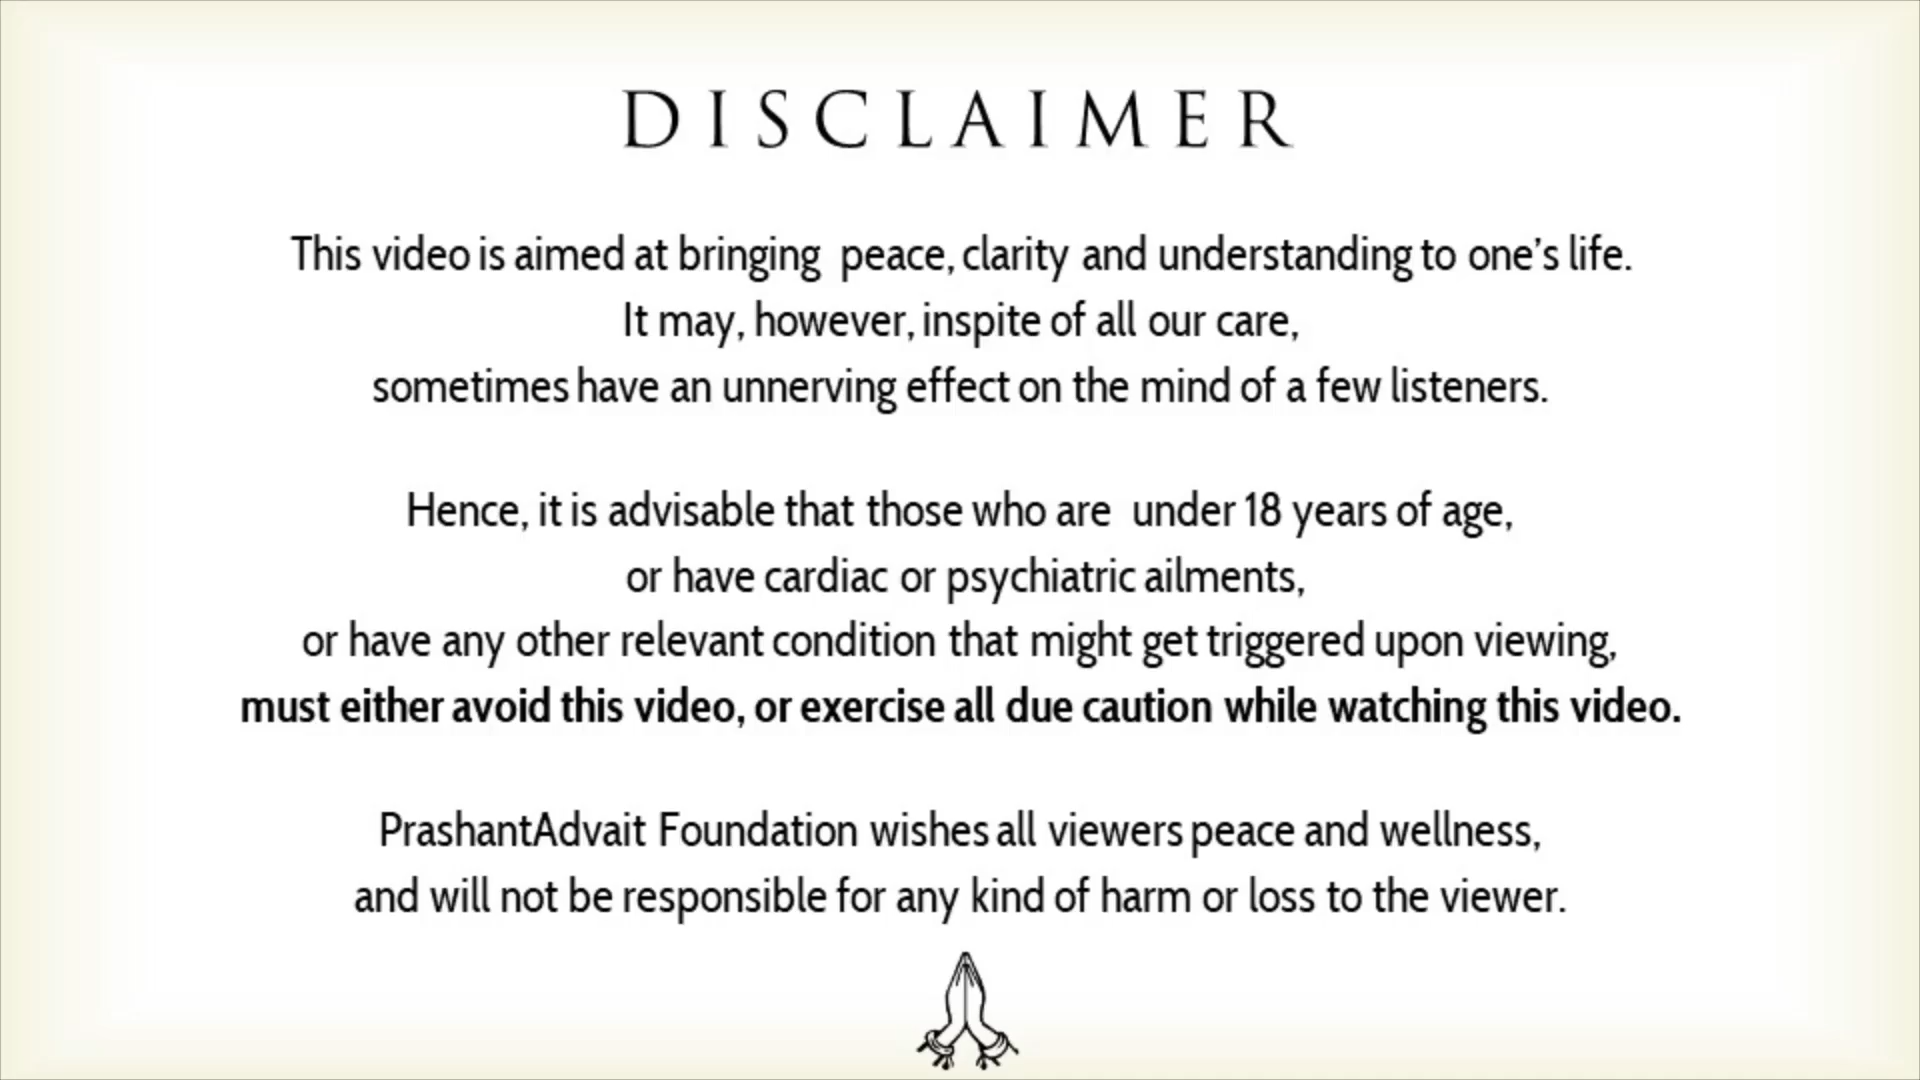 DISCLAIMER
This video is aimed at bringing peace, clarity and understanding to one's life.
It may, however, inspite of all our care,
sometimes have an unnerving effect on the mind of a few listeners.
Hence, it is advisable that those who are under 18 years of age,
or have cardiac or psychiatric ailments,
or have any other relevant condition that might get triggered upon viewing,
must either avoid this video, or exercise all due caution while watching this video.
PrashantAdvait Foundation wishes all viewers peace and wellness,
and will not be responsible for any kind of harm or loss to the viewer.